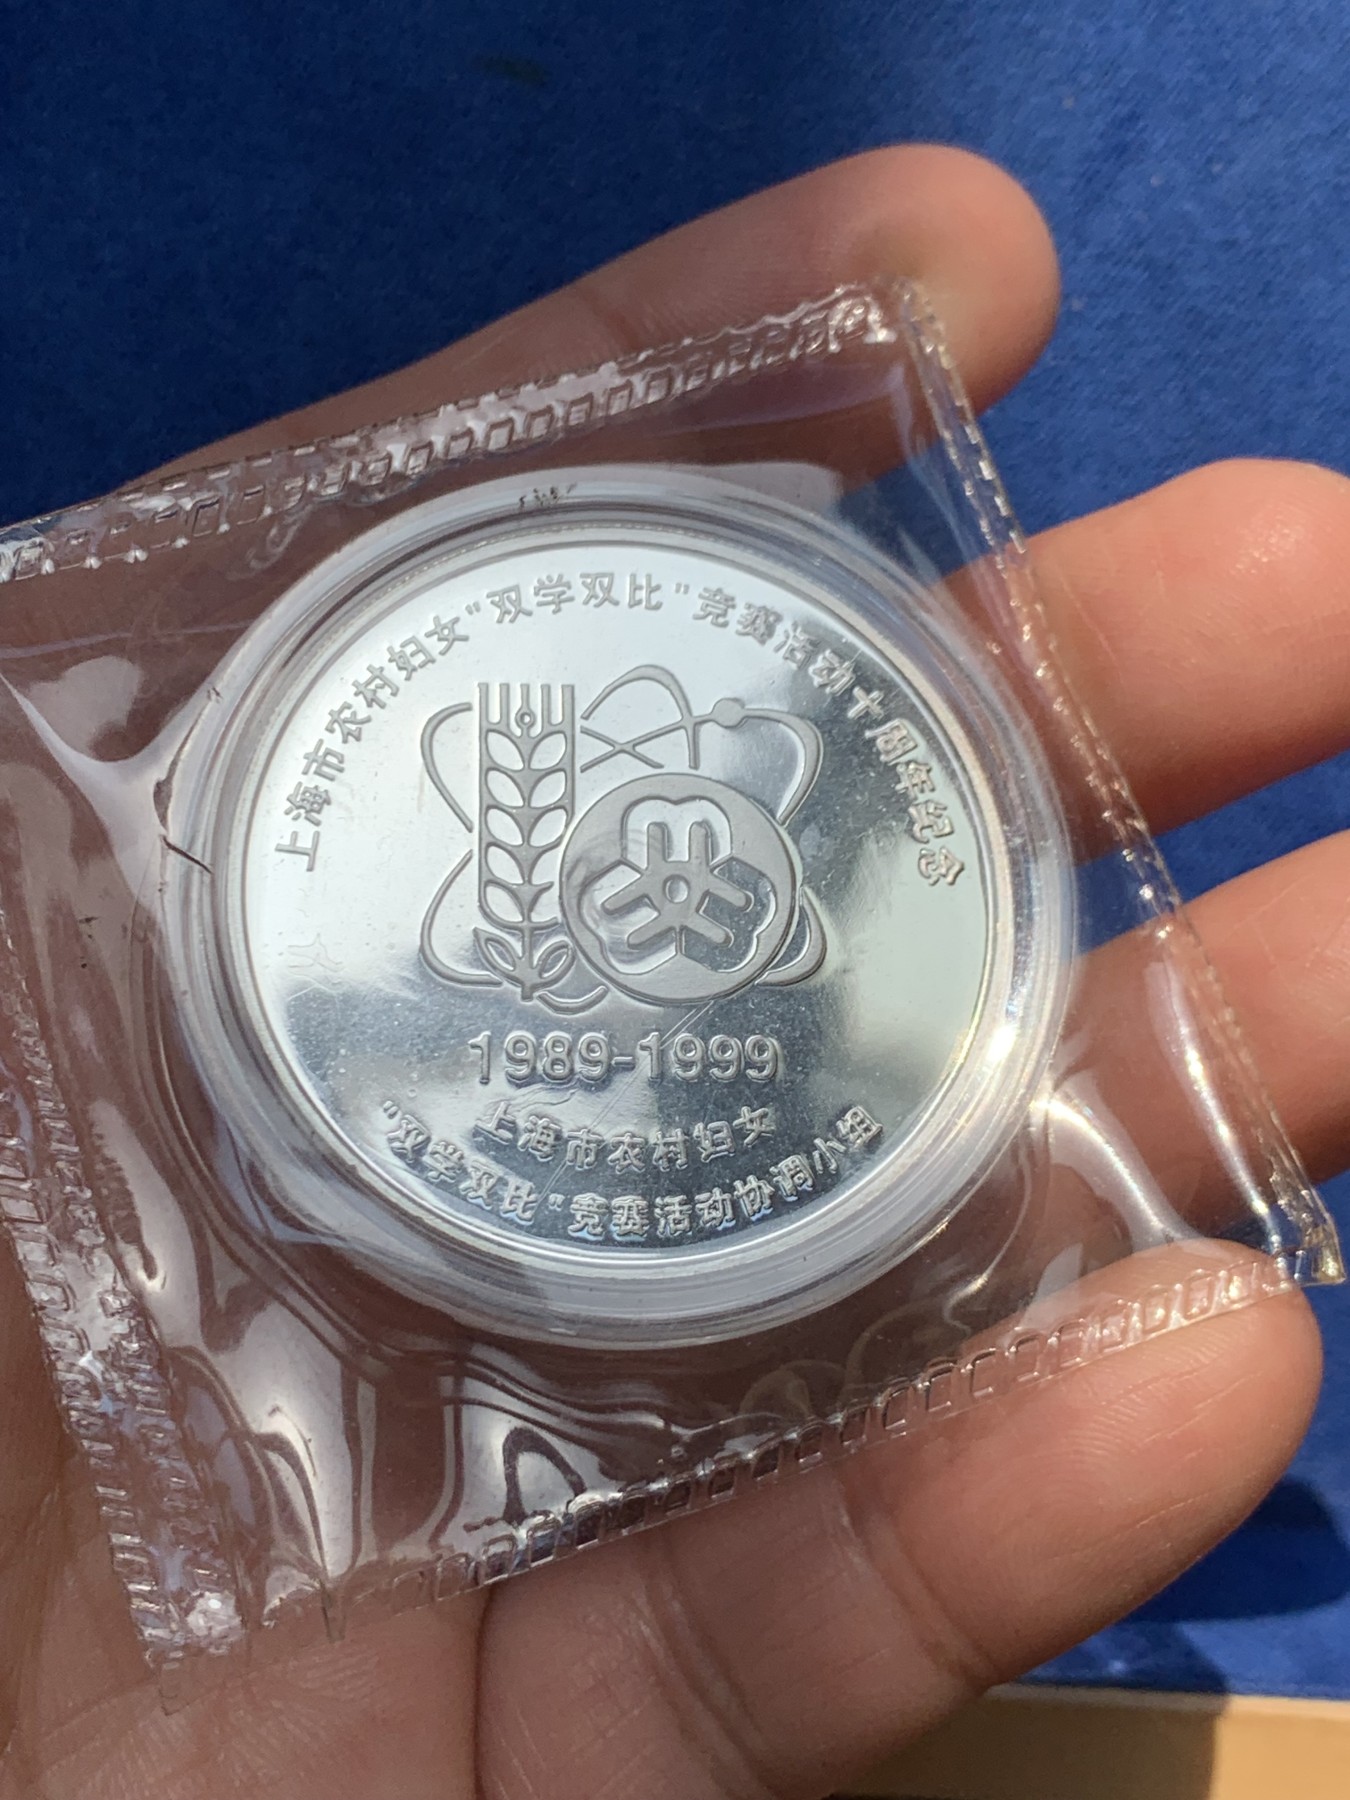 上海市农村妇女"双学双比"竞赛活动十周年纪念
1989-1999
上海市农村妇女
"双学双比"竞赛活动协调小组